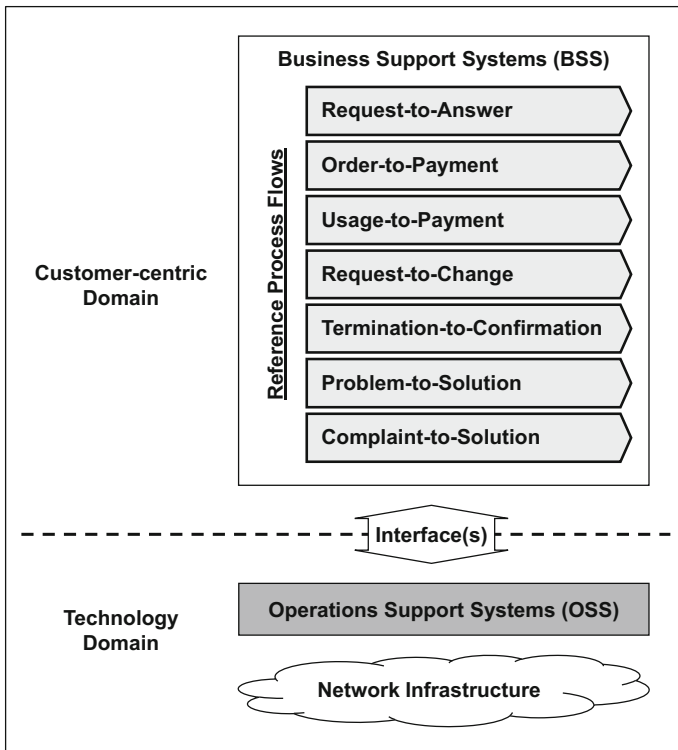 Business Support Systems (BSS)
Reference Process Flows
Request-to-Answer
Order-to-Payment
Usage-to-Payment
Request-to-Change
Termination-to-Confirmation
Problem-to-Solution
Complaint-to-Solution
Customer-centric
Domain
Interface(s)
Technology
Domain
Operations Support Systems (OSS)
Network Infrastructure